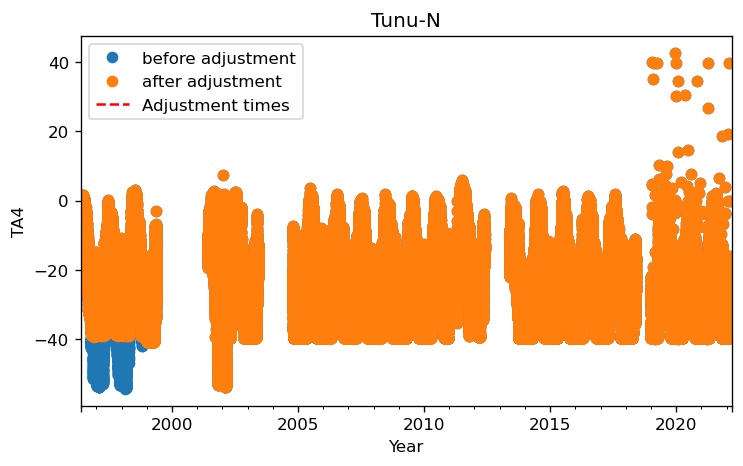 Tunu-N
before adjustment
after adjustment
Adjustment times
TA4
40
20
0
−20
−40
2000 2005 2010 2015 2020
Year